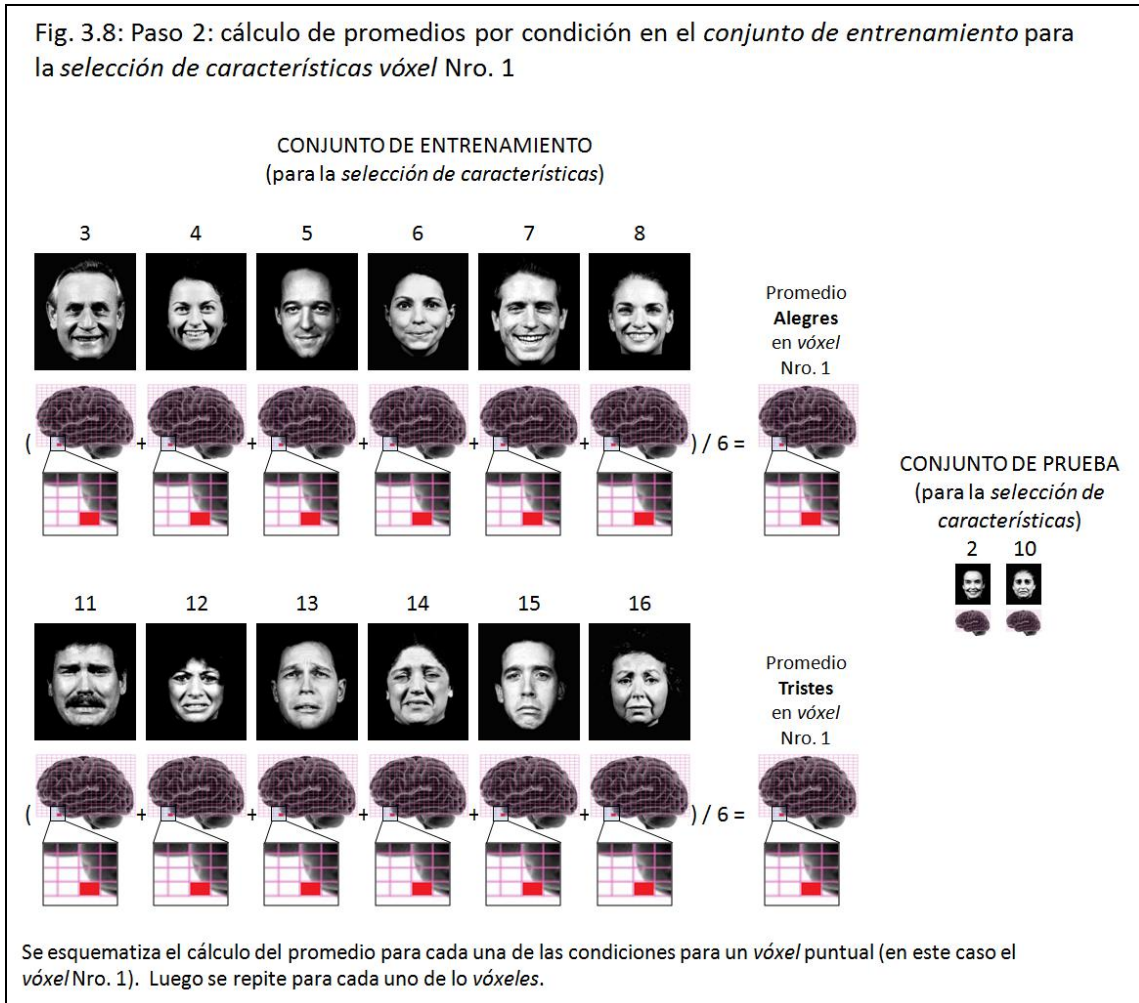 Fig. 3.8: Paso 2: cálculo de promedios por condición en el conjunto de entrenamiento para
la selección de características vóxel Nro. 1
CONJUNTO DE ENTRENAMIENTO
(para la selección de características)
3 4 5 6 7 8
Promedio
Alegres
en vóxel
Nro. 1
( + + + + + ) / 6 =
CONJUNTO DE PRUEBA
(para la selección de
características)
2 10
11 12 13 14 15 16
Promedio
Tristes
en vóxel
Nro. 1
( + + + + + ) / 6 =
Se esquematiza el cálculo del promedio para cada una de las condiciones para un vóxel puntual (en este caso el
vóxel Nro. 1). Luego se repite para cada uno de lo vóxeles.